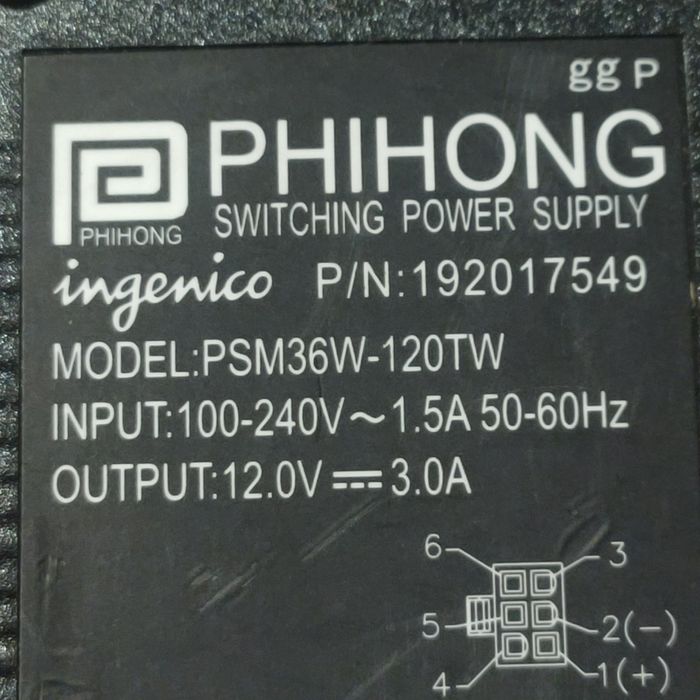 gg P
PHIHONG
PHIHONG
SWITCHING POWER SUPPLY
ingenico P/N:192017549
MODEL:PSM36W-120TW
INPUT:100-240V~1.5A 50-60Hz
OUTPUT:12.0V⎓3.0A
6 3
5 2(-)
4 1(+)